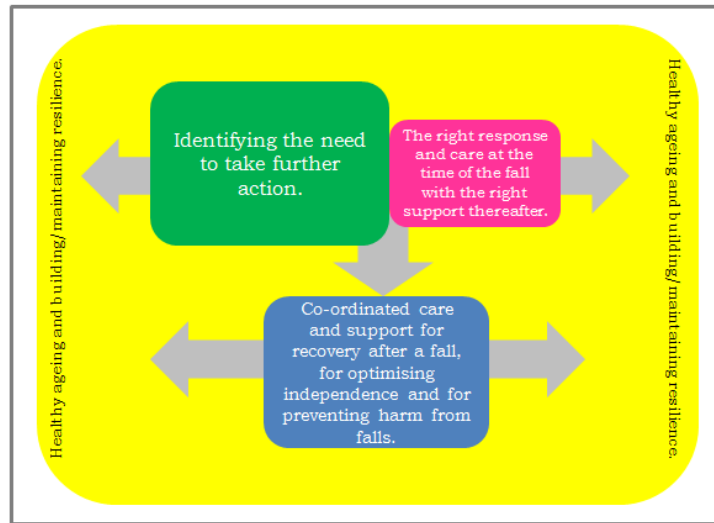 Healthy ageing and building/maintaining resilience.
Identifying the need
to take further
action.
The right response
and care at the
time of the fall
with the right
support thereafter.
Co-ordinated care
and support for
recovery after a fall,
for optimising
independence and for
preventing harm from
falls.
Healthy ageing and building/maintaining resilience.